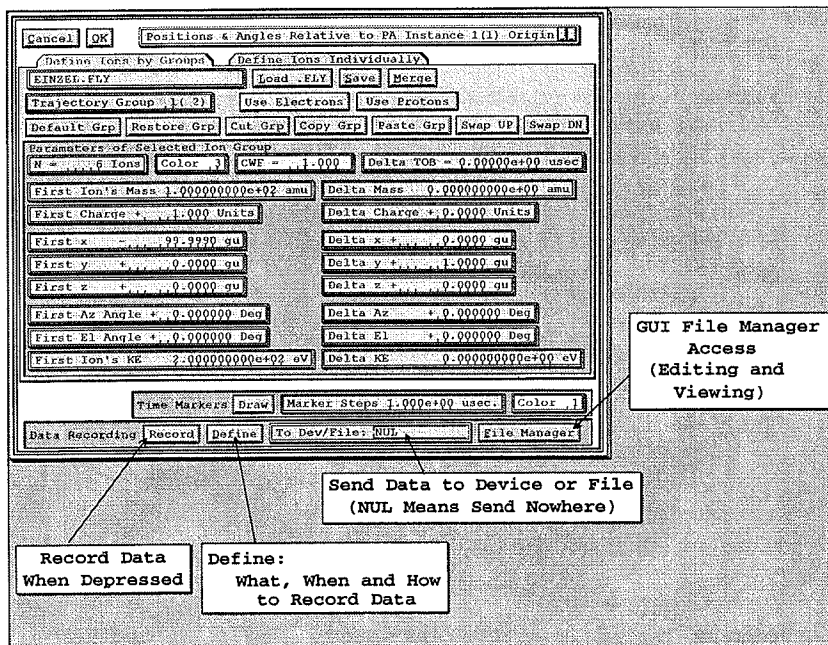 Cancel OK Positions & Angles Relative to PA Instance 1(1) Origin
Define Ions by Groups Define Ions Individually
EINZEL.FLY Load .FLY Save Merge
Trajectory Group 1( 2) Use Electrons Use Protons
Default Grp Restore Grp Cut Grp Copy Grp Paste Grp Swap UP Swap DN
Parameters of Selected Ion Group
N = 6 Ions Color 3 CWF = 1.000 Delta TOB = 0.00000e+00 usec
First Ion's Mass 1.000000000e+02 amu Delta Mass 0.000000000e+00 amu
First Charge + 1.000 Units Delta Charge + 0.0000 Units
First x - 99.9990 gu Delta x + 0.0000 gu
First y + 0.0000 gu Delta y + 1.0000 gu
First z + 0.0000 gu Delta z + 0.0000 gu
First Az Angle + 0.000000 Deg Delta Az + 0.000000 Deg
First El Angle + 0.000000 Deg Delta El + 0.000000 Deg
First Ion's KE 2.000000000e+02 eV Delta KE 0.000000000e+00 eV
Time Markers Draw Marker Steps 1.000e+00 usec. Color 1
Data Recording Record Define To Dev/File: NUL File Manager
GUI File Manager
Access
(Editing and
Viewing)
Send Data to Device or File
(NUL Means Send Nowhere)
Record Data
When Depressed
Define:
What, When and How
to Record Data